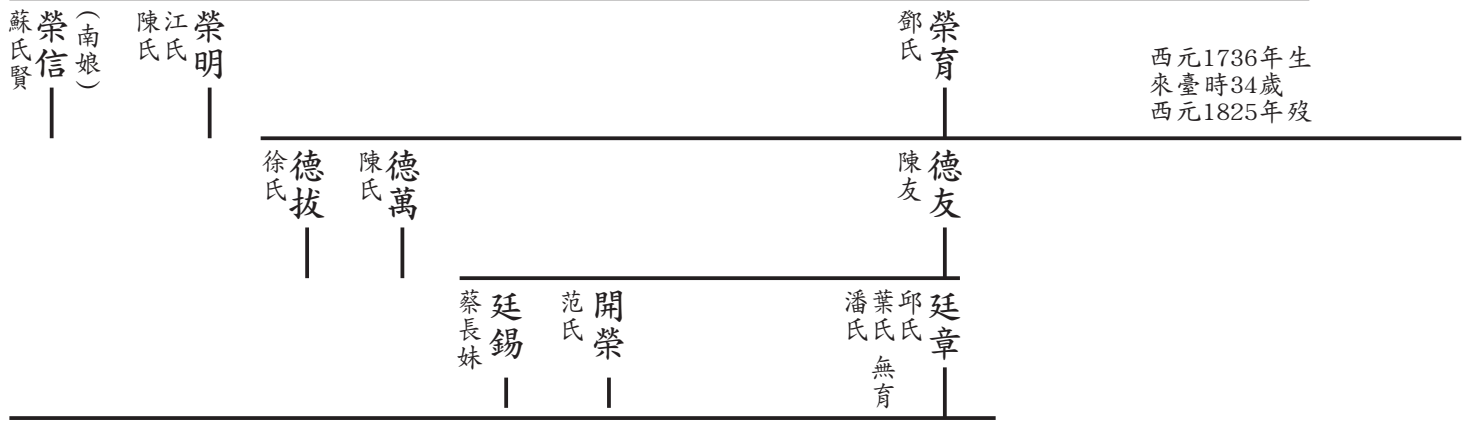 西元1736年生
來臺時34歲
西元1825年歿
榮育
鄧氏
榮明
江氏
陳氏
(南娘)
榮信
蘇氏賢
德友
陳友
德萬
陳氏
德拔
徐氏
廷章
邱氏
葉氏 無育
潘氏
開榮
范氏
廷錫
蔡長妹